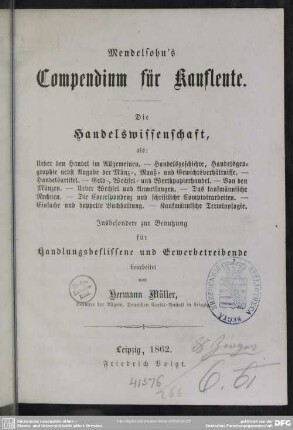 Mendelsohn's
Compendium für Kaufleute.
Die
Handelswissenschaft,
als:
Ueber den Handel im Allgemeinen. — Handelsgeschichte, Handelsgeo-
graphie nebst Angabe der Münz-, Maaß- und Gewichtsverhältnisse. —
Handelsartikel. — Geld-, Wechsel- und Werthpapierhandel. — Von den
Münzen. — Ueber Wechsel und Anweisungen. — Das kaufmännische
Rechnen. — Die Correspondenz und schriftliche Comptoirarbeiten. —
Einfache und doppelte Buchhaltung. — Kaufmännische Terminologie.
Insbesondere zur Benutzung
für
Handlungsbeflissene und Gewerbetreibende
bearbeitet
von
Hermann Müller,
Leipzig, 1862.
Friedrich Voigt.
41376